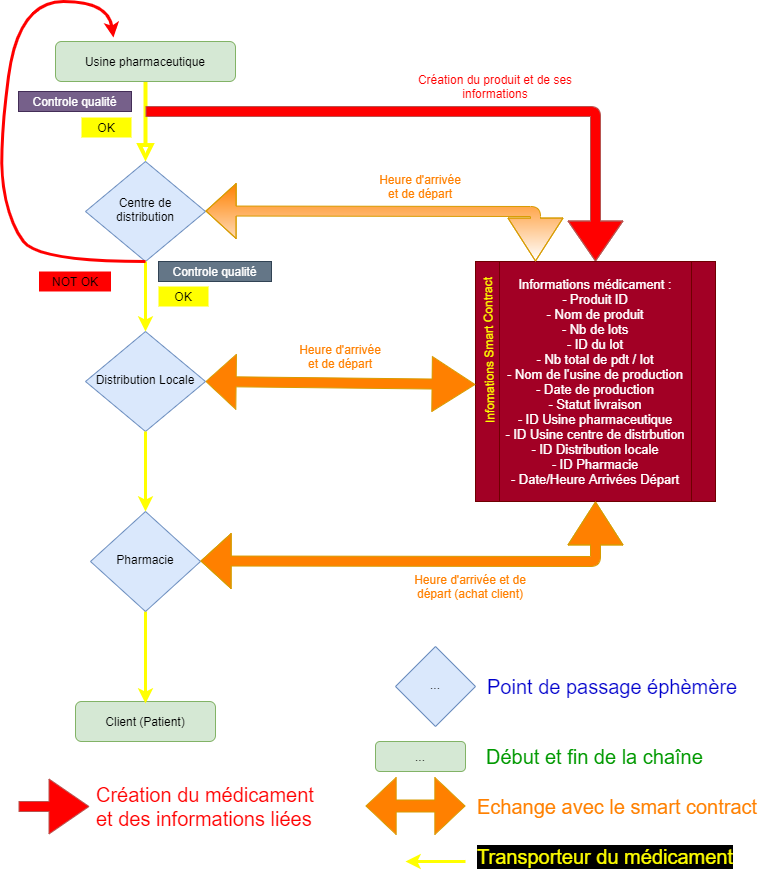 Usine pharmaceutique
Création du produit et de ses
informations
Controle qualité
OK
Heure d'arrivée
et de départ
Centre de
distribution
NOT OK
Controle qualité
OK
Infomations Smart Contract
Informations médicament :
- Produit ID
- Nom de produit
- Nb de lots
- ID du lot
- Nb total de pdt / lot
- Nom de l'usine de production
- Date de production
- Statut livraison
- ID Usine pharmaceutique
- ID Usine centre de distrbution
- ID Distribution locale
- ID Pharmacie
- Date/Heure Arrivées Départ
Heure d'arrivée
et de départ
Distribution Locale
Pharmacie
Heure d'arrivée et de
départ (achat client)
Client (Patient)
...
Point de passage éphèmère
...
Début et fin de la chaîne
Création du médicament
et des informations liées
Echange avec le smart contract
Transporteur du médicament